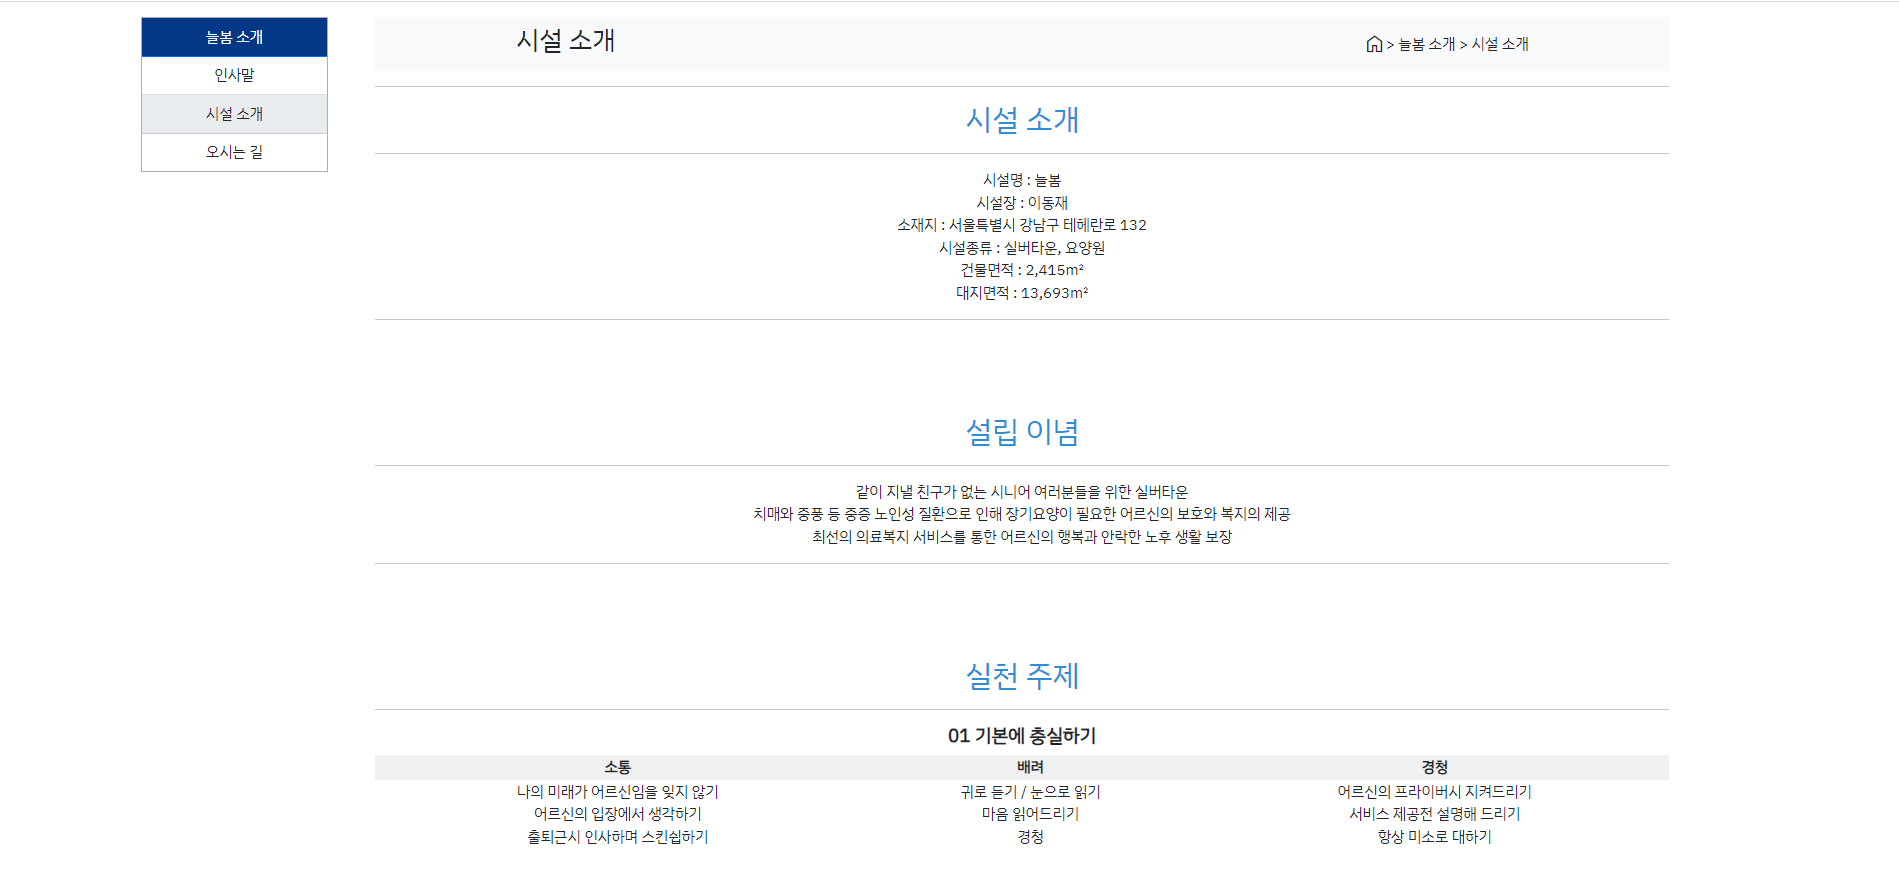 늘봄 소개
인사말
시설 소개
오시는 길
시설 소개
> 늘봄 소개 > 시설 소개
시설 소개
시설명 : 늘봄
시설장 : 이동재
소재지 : 서울특별시 강남구 테헤란로 132
시설종류 : 실버타운, 요양원
건물면적 : 2,415m²
대지면적 : 13,693m²
설립 이념
같이 지낼 친구가 없는 시니어 여러분들을 위한 실버타운
치매와 중풍 등 중증 노인성 질환으로 인해 장기요양이 필요한 어르신의 보호와 복지의 제공
최선의 의료복지 서비스를 통한 어르신의 행복과 안락한 노후 생활 보장
실천 주제
01 기본에 충실하기
소통 배려 경청
나의 미래가 어르신임을 잊지 않기 귀로 듣기 / 눈으로 읽기 어르신의 프라이버시 지켜드리기
어르신의 입장에서 생각하기 마음 읽어드리기 서비스 제공전 설명해 드리기
출퇴근시 인사하며 스킨쉽하기 경청 항상 미소로 대하기